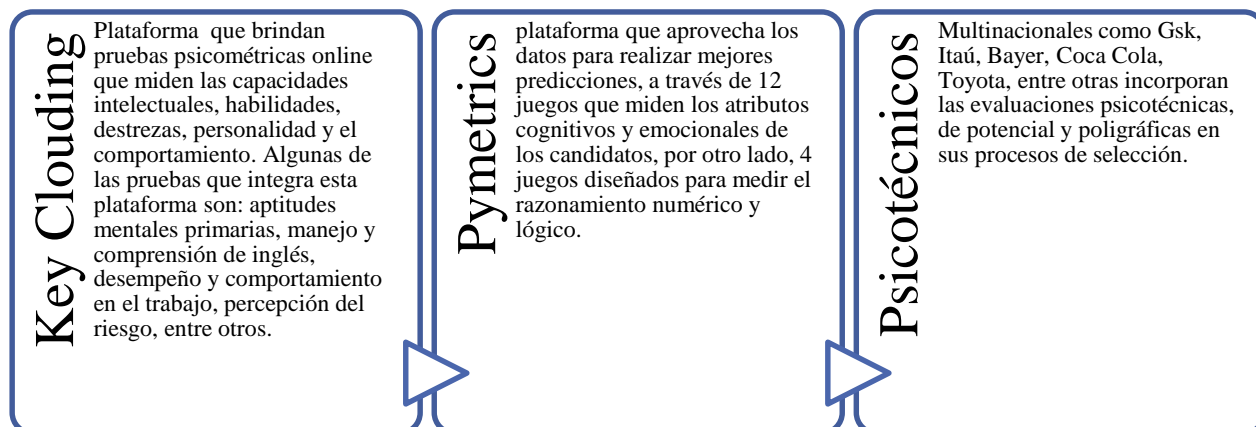 Key Clouding
Plataforma que brindan
pruebas psicométricas online
que miden las capacidades
intelectuales, habilidades,
destrezas, personalidad y el
comportamiento. Algunas de
las pruebas que integra esta
plataforma son: aptitudes
mentales primarias, manejo y
comprensión de inglés,
desempeño y comportamiento
en el trabajo, percepción del
riesgo, entre otros.
Pymetrics
plataforma que aprovecha los
datos para realizar mejores
predicciones, a través de 12
juegos que miden los atributos
cognitivos y emocionales de
los candidatos, por otro lado, 4
juegos diseñados para medir el
razonamiento numérico y
lógico.
Psicotécnicos
Multinacionales como Gsk,
Itaú, Bayer, Coca Cola,
Toyota, entre otras incorporan
las evaluaciones psicotécnicas,
de potencial y poligráficas en
sus procesos de selección.